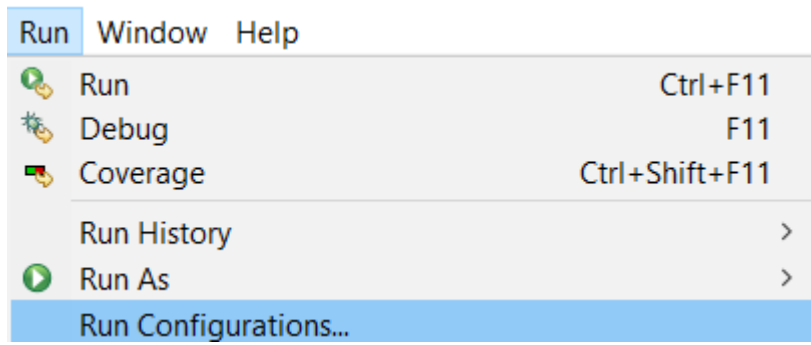 Run Window Help
Run Ctrl+F11
Debug F11
Coverage Ctrl+Shift+F11
Run History
Run As
Run Configurations...